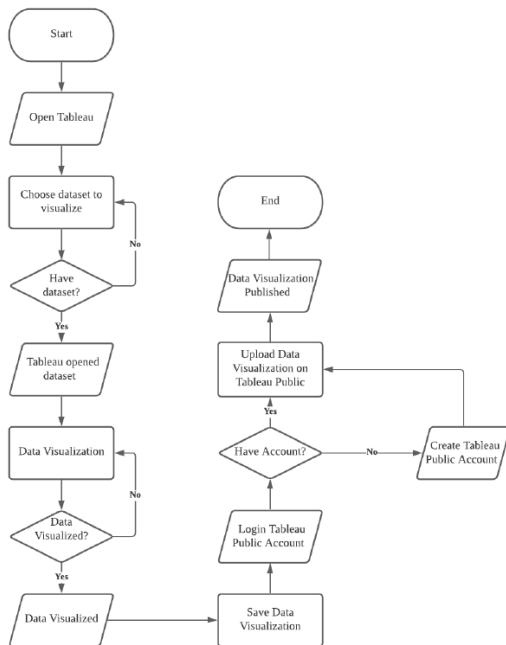 Start
Open Tableau
Choose dataset to
visualize
No
Have
dataset?
Yes
Tableau opened
dataset
Data Visualization
No
Data
Visualized?
Yes
Data Visualized
Save Data
Visualization
Login Tableau
Public Account
Have Account?
No
Create Tableau
Public Account
Yes
Upload Data
Visualization on
Tableau Public
Data Visualization
Published
End